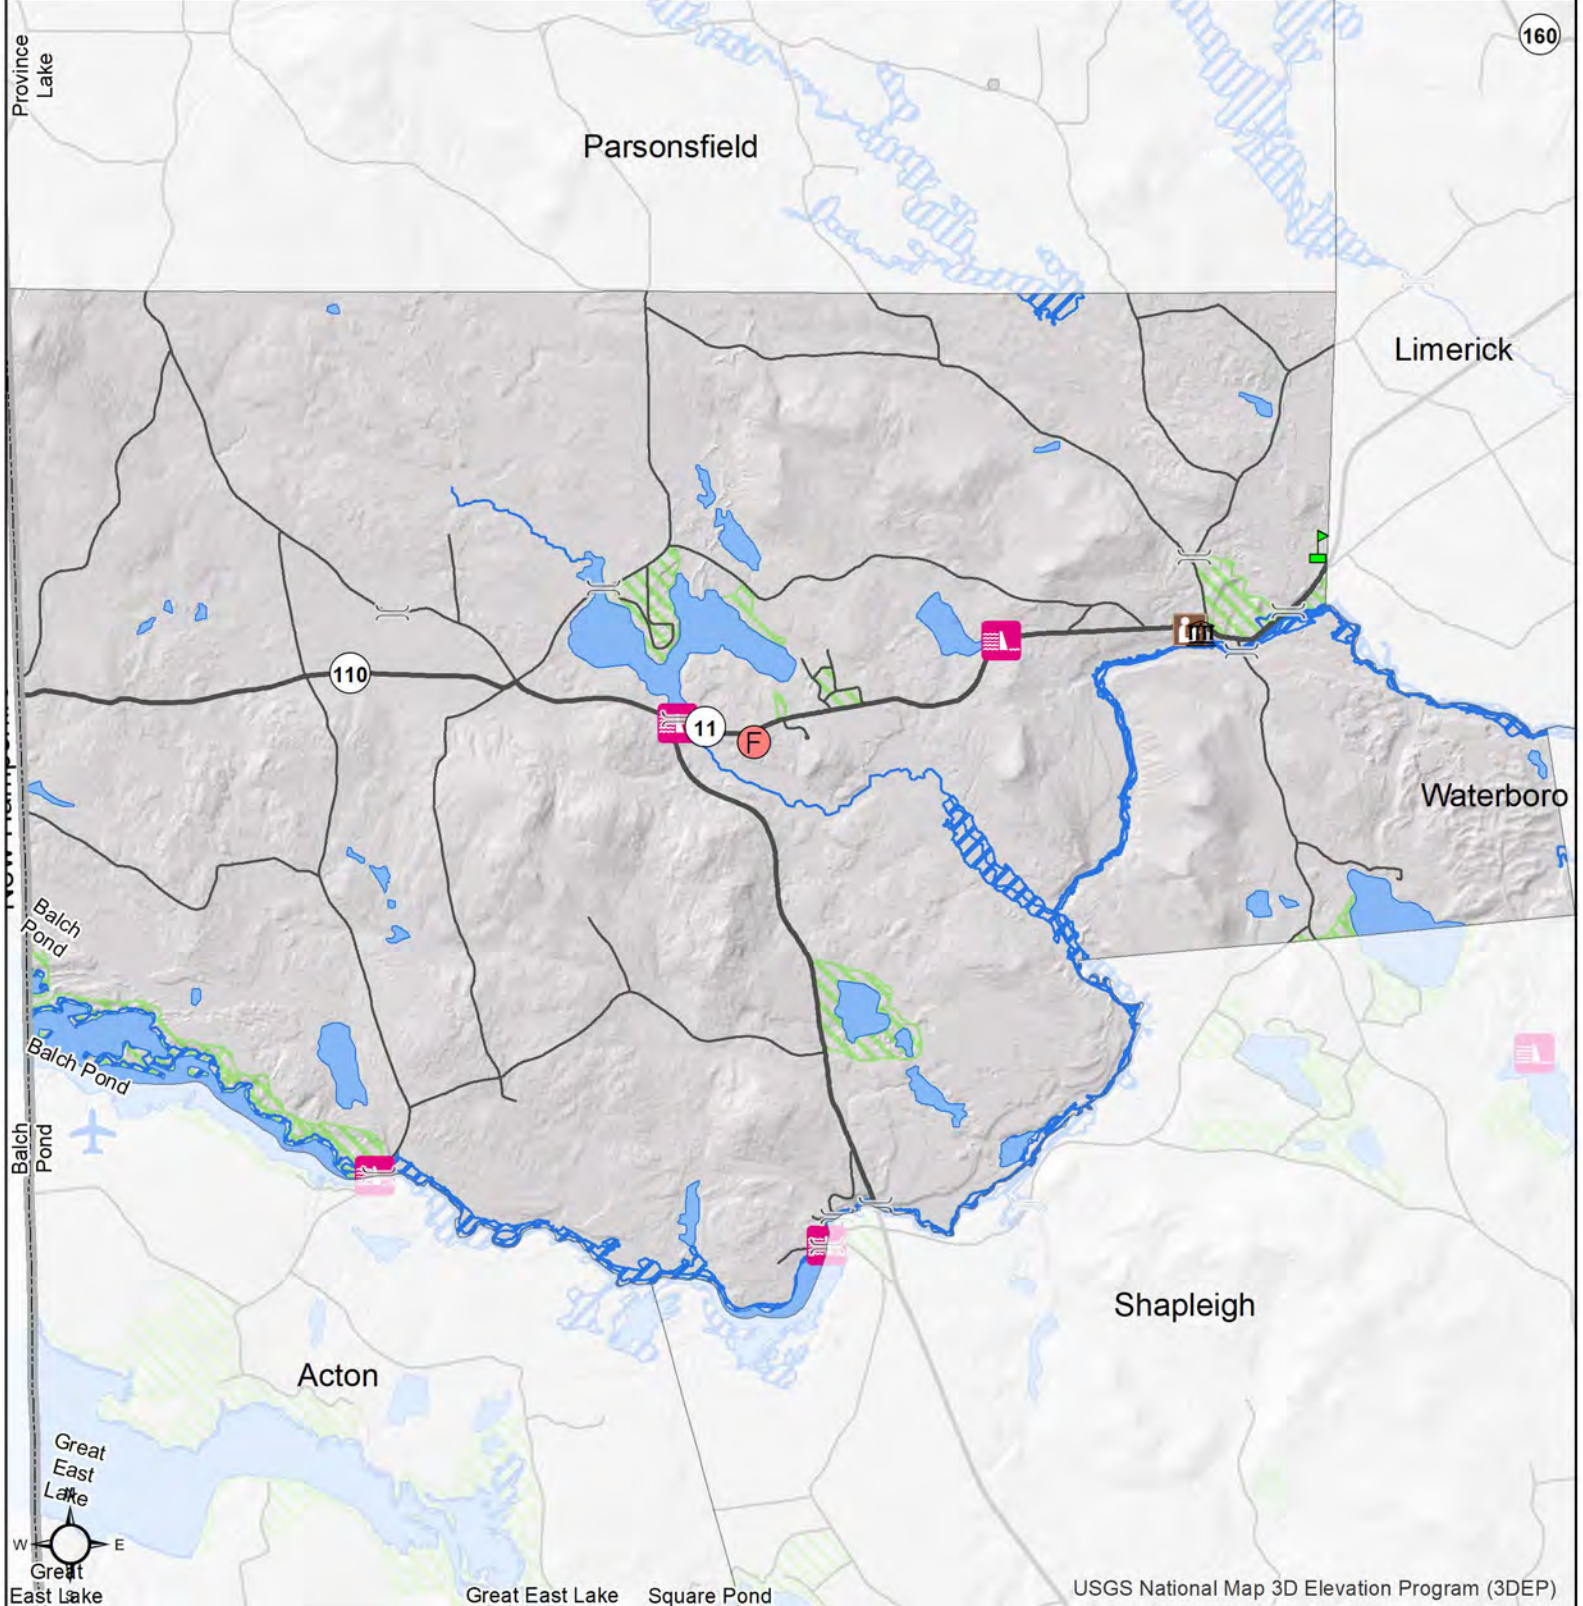 Province
Lake
160
Parsonsfield
Limerick
110
11
F
Waterboro
Balch
Pond
Balch Pond
Balch
Pond
Shapleigh
Acton
Great
East
Lake
N
W
E
S
Great
East Lake
Great East Lake
Square Pond
USGS National Map 3D Elevation Program (3DEP)